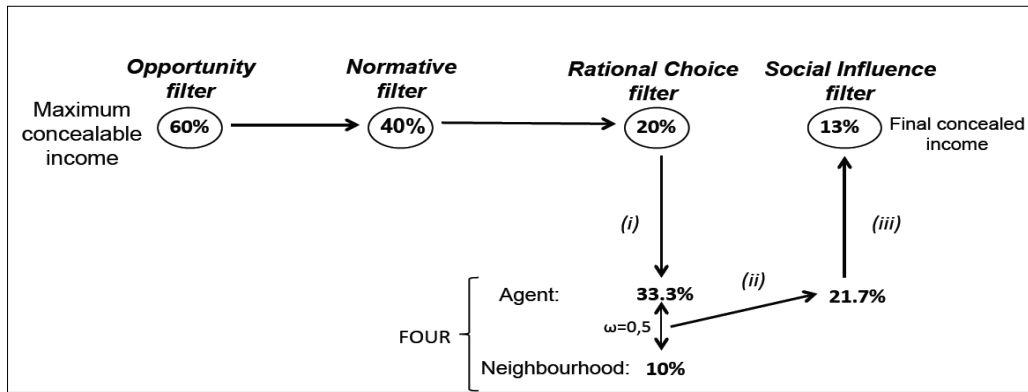 Opportunity Normative Rational Choice Social Influence
filter filter filter filter
Maximum
concealable
income
60% 40% 20% 13%
Final concealed
income
(i) (iii)
(ii)
Agent: 33.3% 21.7%
FOUR ω=0,5
Neighbourhood: 10%